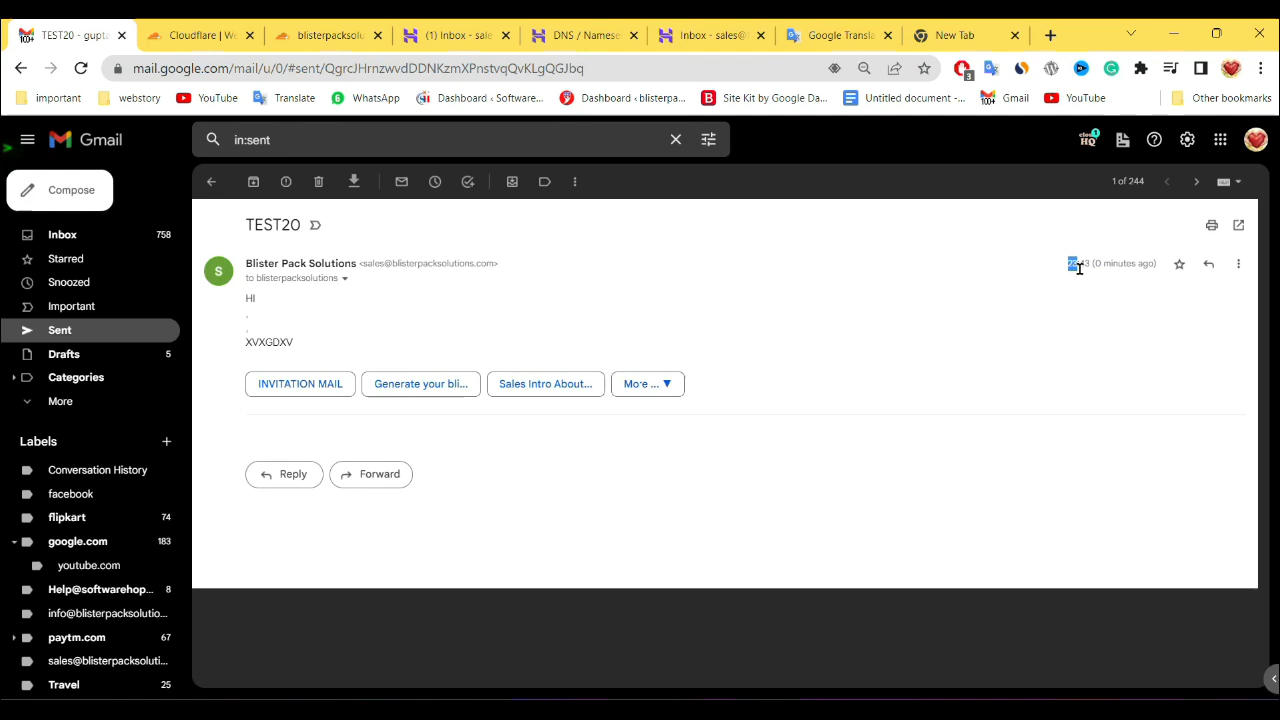 TEST20 - gupta
Cloudflare | We
blisterpacksolu
(1) Inbox - sale
DNS / Namese
Inbox - sales@
Google Transla
New Tab
mail.google.com/mail/u/0/#sent/QgrcJHrnzwvdDDNKzmXPnstvqQvKLgQGJbq
important
webstory
YouTube
Translate
WhatsApp
Dashboard ‹ Software...
Dashboard ‹ blisterpa...
Site Kit by Google Da...
Untitled document -...
Gmail
YouTube
Other bookmarks
Gmail
in:sent
Compose
1 of 244
Inbox 758
Starred
Snoozed
Important
Sent
Drafts 5
Categories
More
Labels
Conversation History
facebook
flipkart 74
google.com 183
youtube.com
Help@softwarehop... 8
info@blisterpacksolutio...
paytm.com 67
sales@blisterpacksoluti...
Travel 25
TEST20
Blister Pack Solutions <sales@blisterpacksolutions.com>
(0 minutes ago)
to blisterpacksolutions
HI
.
.
XVXGDXV
INVITATION MAIL
Generate your bli...
Sales Intro About...
More ... ▼
Reply
Forward